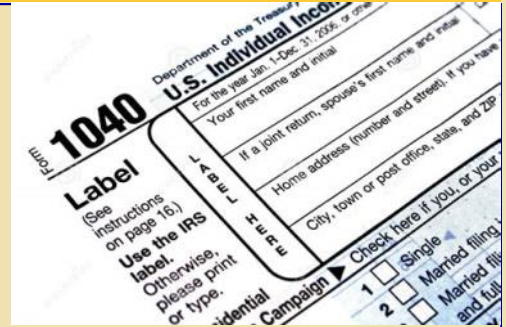 Department of the Treasury
Form 1040 U.S. Individual Incom
For the year Jan. 1–Dec. 31, 2006, or other
Label
(See
instructions
on page 16.)
Use the IRS
label.
Otherwise,
please print
or type.
LABEL HERE
Your first name and initial
If a joint return, spouse's first name and initial
Home address (number and street). If you have
City, town or post office, state, and ZIP
idential
Campaign ▶ Check here if you, or your
1 Single
2 Married filing j
Married fili
and full